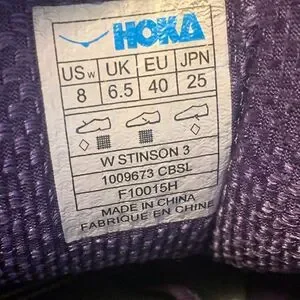 HOKA
USw UK EU JPN
8 6.5 40 25
W STINSON 3
1009673 CBSL
F10015H
MADE IN CHINA
FABRIQUE EN CHINE